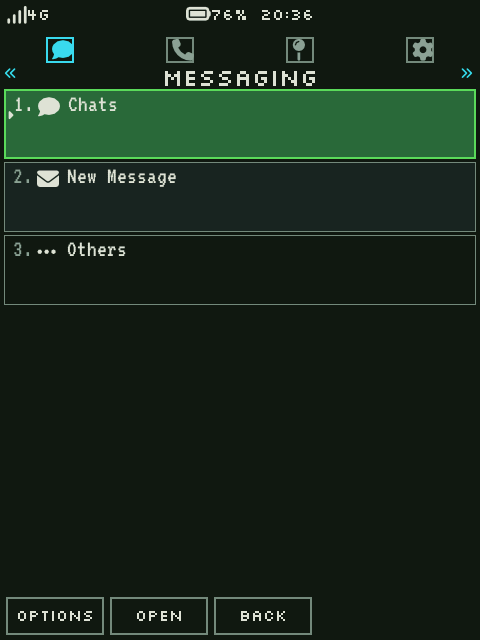 4G 76% 20:36
« MESSAGING »
1. Chats
2. New Message
3. Others
OPTIONS OPEN BACK